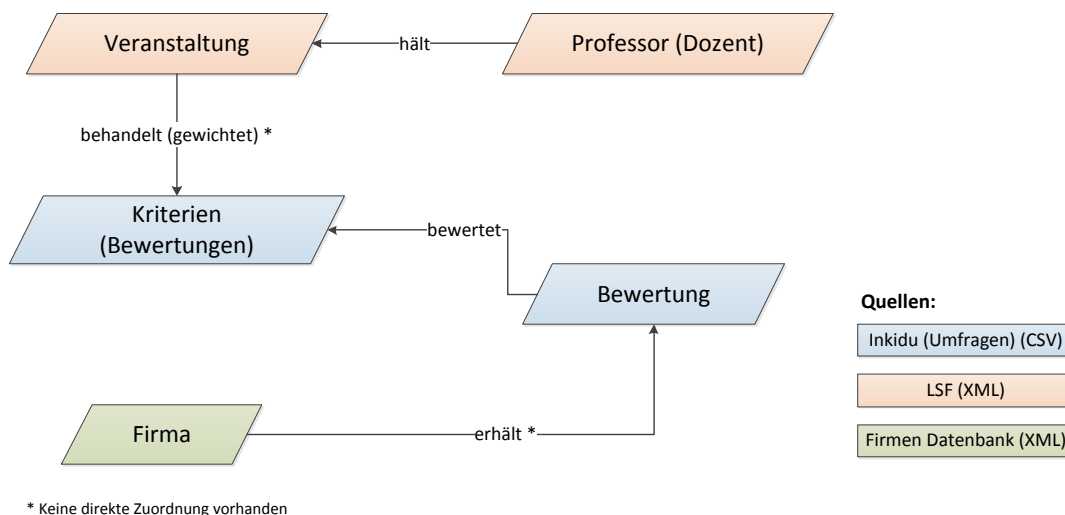 Veranstaltung
hält
Professor (Dozent)
behandelt (gewichtet) *
Kriterien
(Bewertungen)
bewertet
Bewertung
Quellen:
Inkidu (Umfragen) (CSV)
LSF (XML)
Firma
erhält *
Firmen Datenbank (XML)
* Keine direkte Zuordnung vorhanden